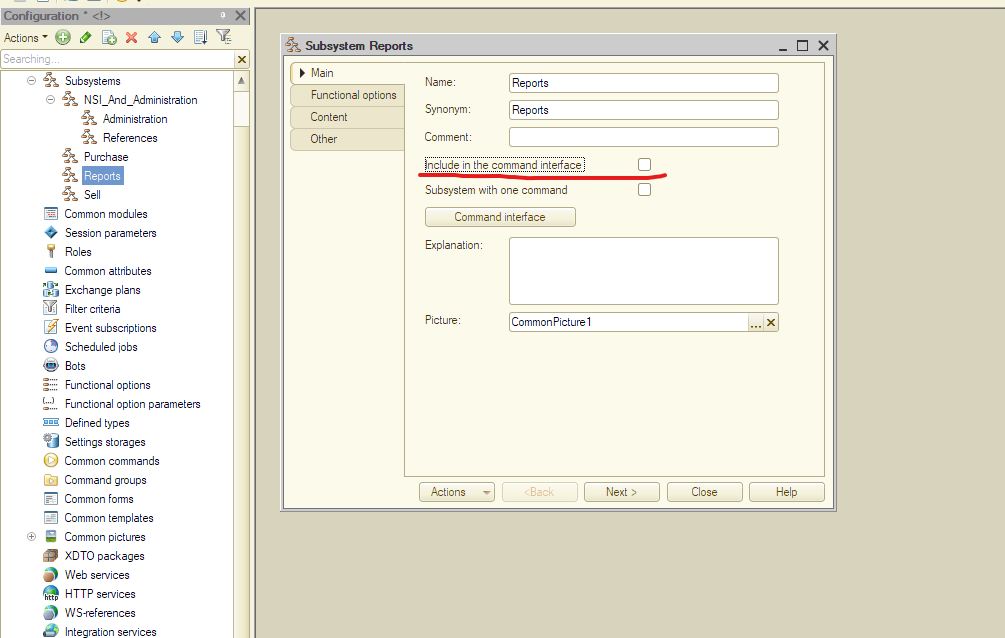 Configuration * <!>
Actions
Searching...
Subsystems
NSI_And_Administration
Administration
References
Purchase
Reports
Sell
Common modules
Session parameters
Roles
Common attributes
Exchange plans
Filter criteria
Event subscriptions
Scheduled jobs
Bots
Functional options
Functional option parameters
Defined types
Settings storages
Common commands
Command groups
Common forms
Common templates
Common pictures
XDTO packages
Web services
HTTP services
WS-references
Integration services
Subsystem Reports
Main
Functional options
Content
Other
Name: Reports
Synonym: Reports
Comment:
Include in the command interface
Subsystem with one command
Command interface
Explanation:
Picture: CommonPicture1 ...
Actions <Back Next > Close Help